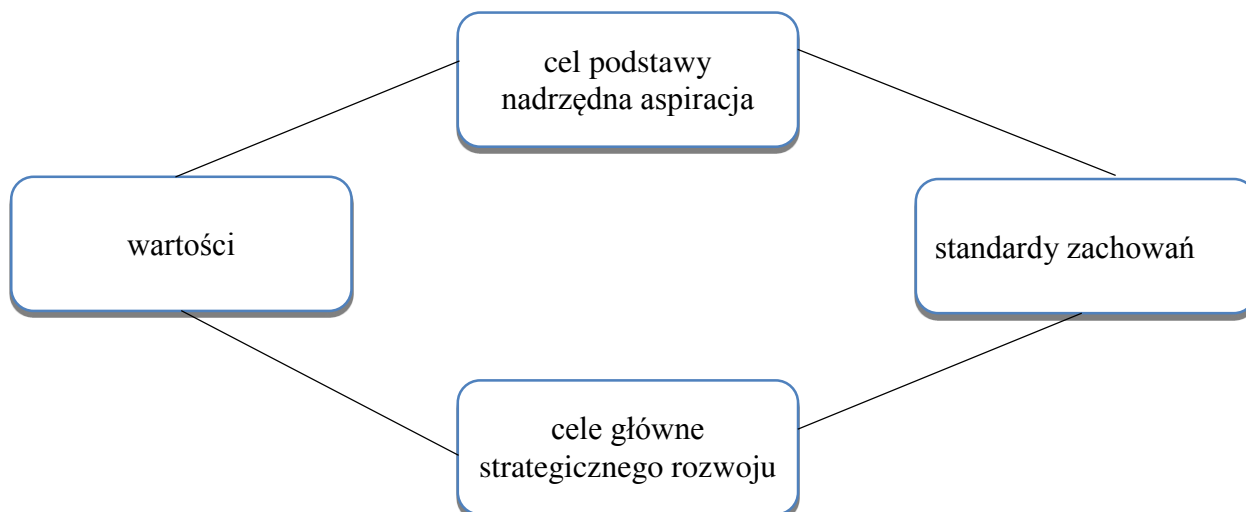 cel podstawy
nadrzędna aspiracja
wartości
standardy zachowań
cele główne
strategicznego rozwoju